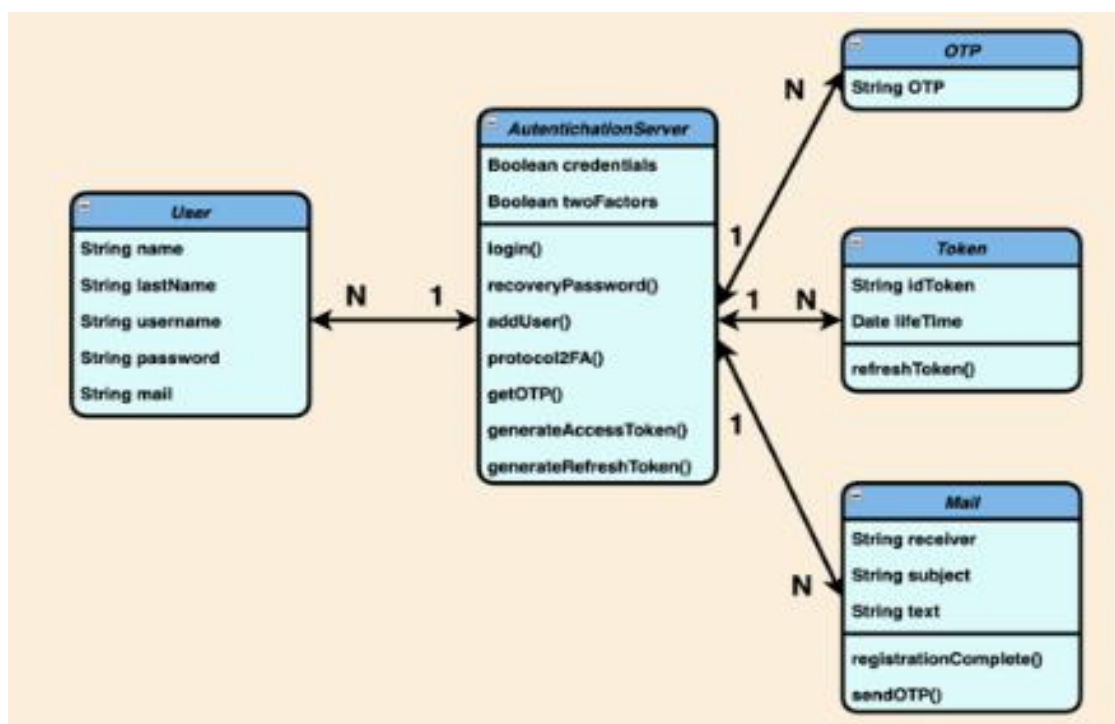 User
String name
String lastName
String username
String password
String mail
N
1
AutentichationServer
Boolean credentials
Boolean twoFactors
login()
recoveryPassword()
addUser()
protocol2FA()
getOTP()
generateAccessToken()
generateRefreshToken()
N
1
OTP
String OTP
1
N
Token
String idToken
Date lifeTime
refreshToken()
1
N
Mail
String receiver
String subject
String text
registrationComplete()
sendOTP()